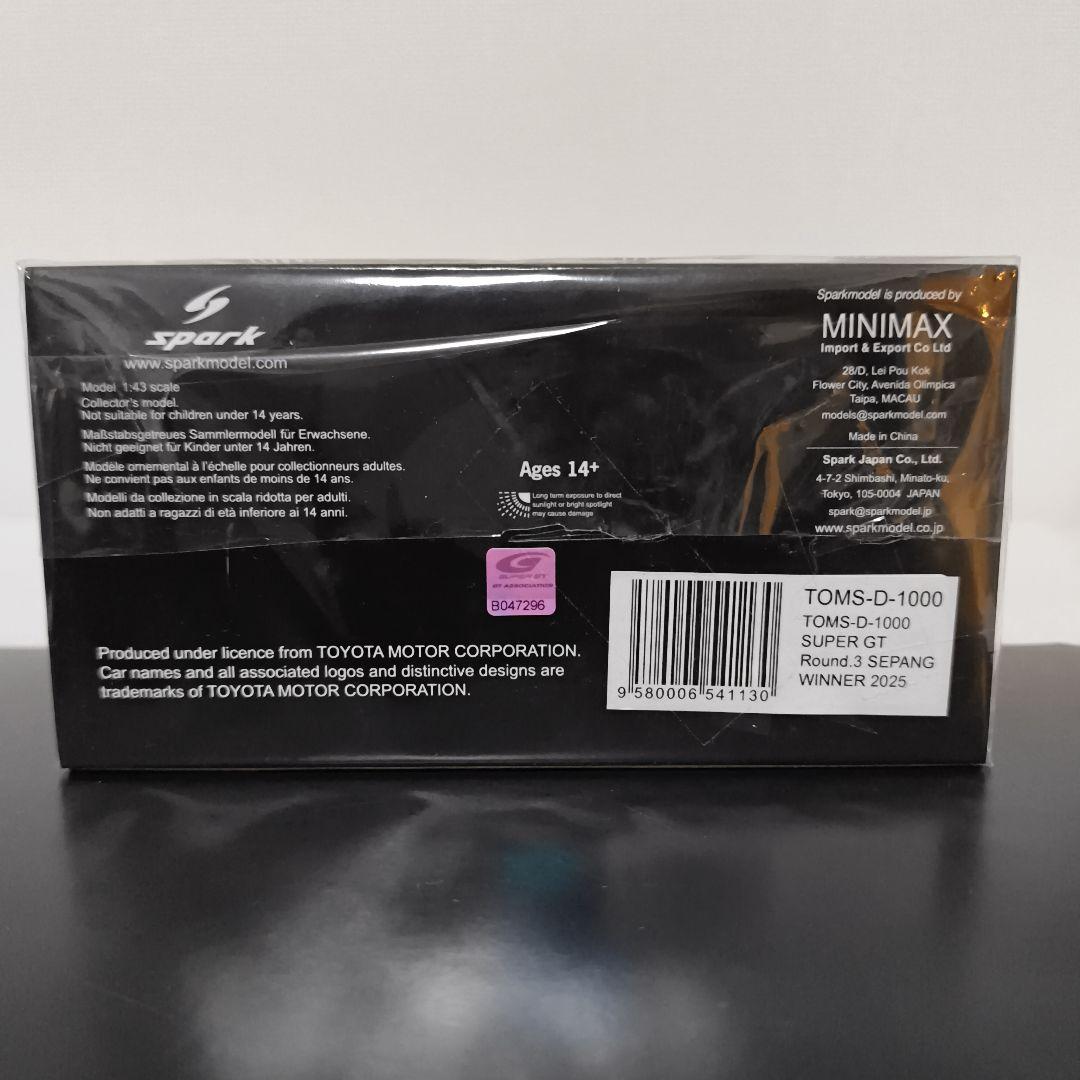 spark
www.sparkmodel.com
Model 1:43 scale
Collector's model.
Not suitable for children under 14 years.
Maßstabsgetreues Sammlermodell für Erwachsene.
Nicht geeignet für Kinder unter 14 Jahren.
Modèle ornemental à l'échelle pour collectionneurs adultes.
Ne convient pas aux enfants de moins de 14 ans.
Modelli da collezione in scala ridotta per adulti.
Non adatti a ragazzi di età inferiore ai 14 anni.
Ages 14+
Long term exposure to direct
sunlight or bright spotlight
may cause damage
Sparkmodel is produced by
MINIMAX
Import & Export Co Ltd
28/D, Lei Pou Kok
Flower City, Avenida Olimpica
Taipa, MACAU
models@sparkmodel.com
Made in China
Spark Japan Co., Ltd.
4-7-2 Shimbashi, Minato-ku,
Tokyo, 105-0004 JAPAN
spark@sparkmodel.jp
www.sparkmodel.co.jp
SUPER GT
GT ASSOCIATION
B047296
Produced under licence from TOYOTA MOTOR CORPORATION.
Car names and all associated logos and distinctive designs are
trademarks of TOYOTA MOTOR CORPORATION.
9 580006 541130
TOMS-D-1000
TOMS-D-1000
SUPER GT
Round.3 SEPANG
WINNER 2025